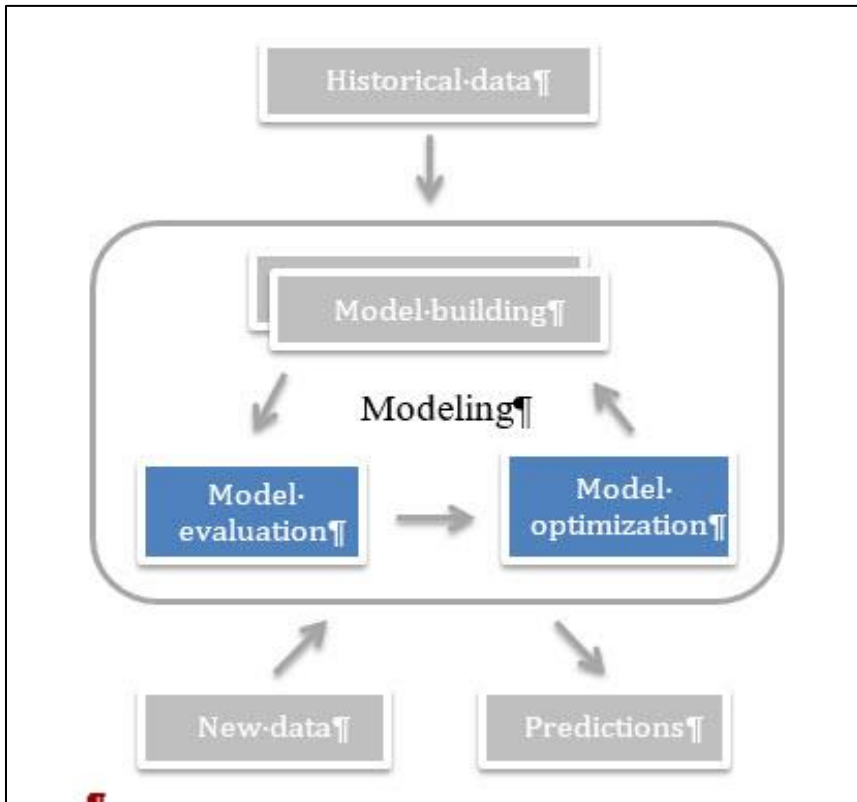 Historical·data¶
Model·building¶
Modeling¶
Model·
evaluation¶
Model·
optimization¶
New·data¶
Predictions¶
¶